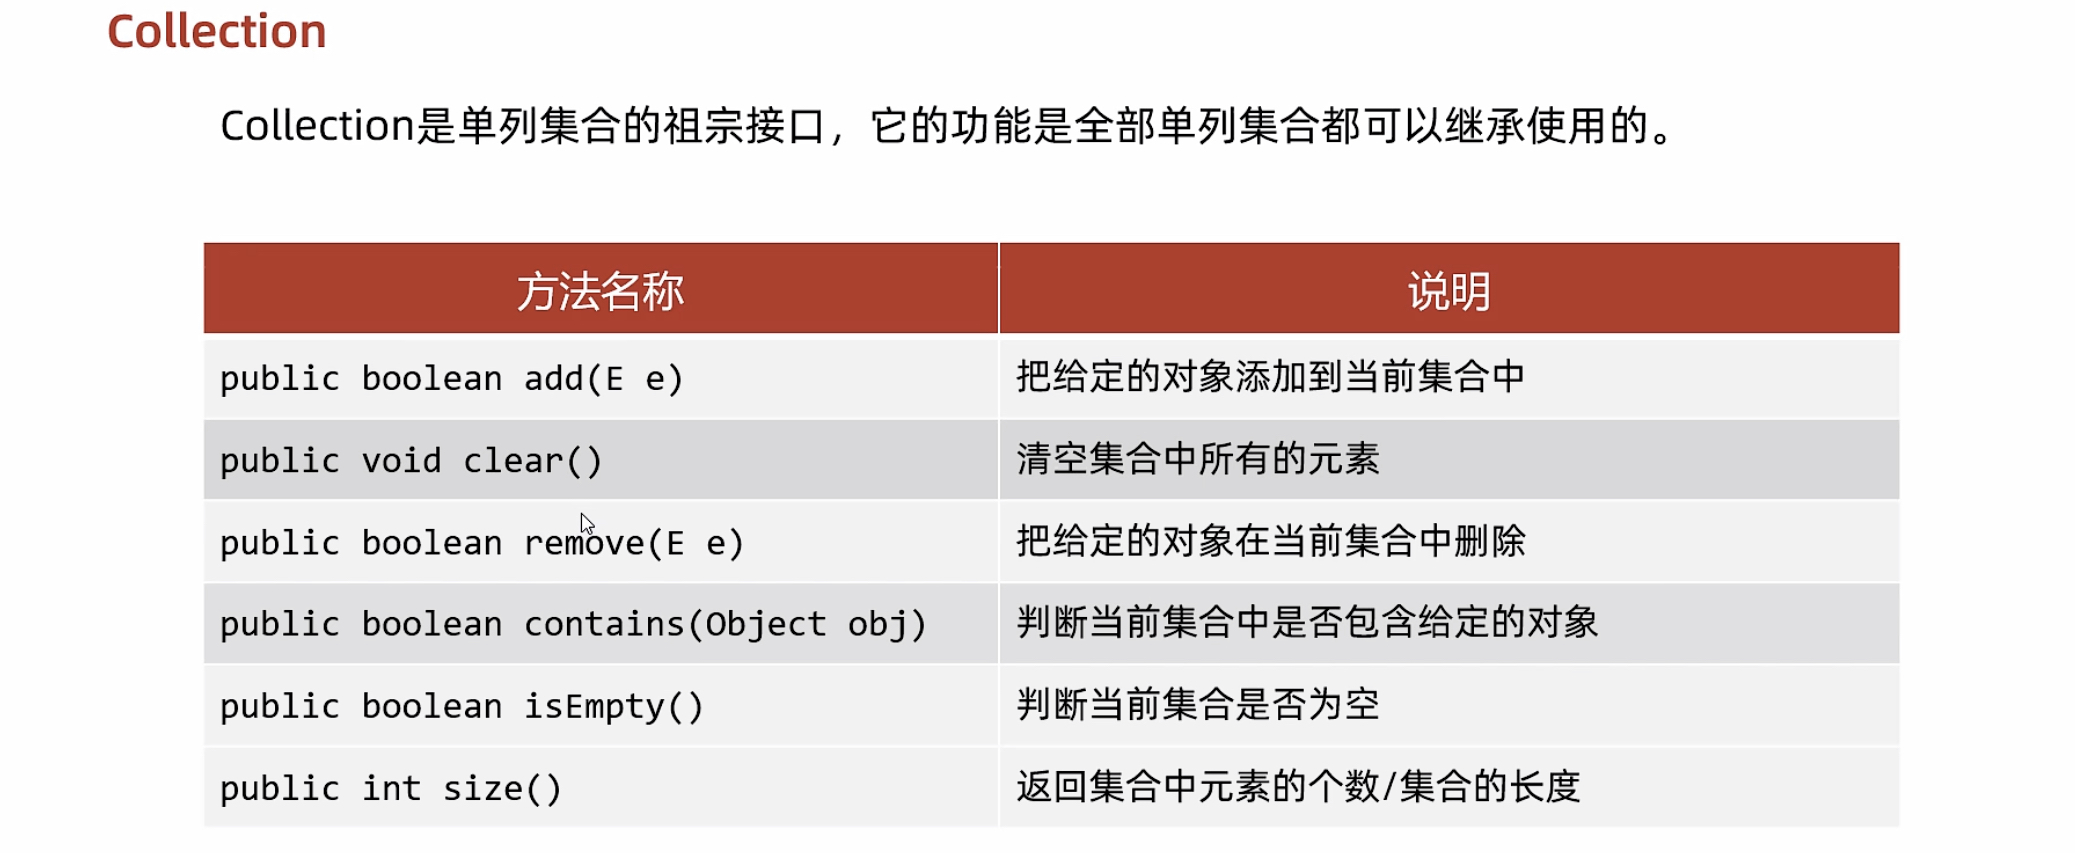 Collection
Collection是单列集合的祖宗接口，它的功能是全部单列集合都可以继承使用的。
方法名称 说明
public boolean add(E e) 把给定的对象添加到当前集合中
public void clear() 清空集合中所有的元素
public boolean remove(E e) 把给定的对象在当前集合中删除
public boolean contains(Object obj) 判断当前集合中是否包含给定的对象
public boolean isEmpty() 判断当前集合是否为空
public int size() 返回集合中元素的个数/集合的长度